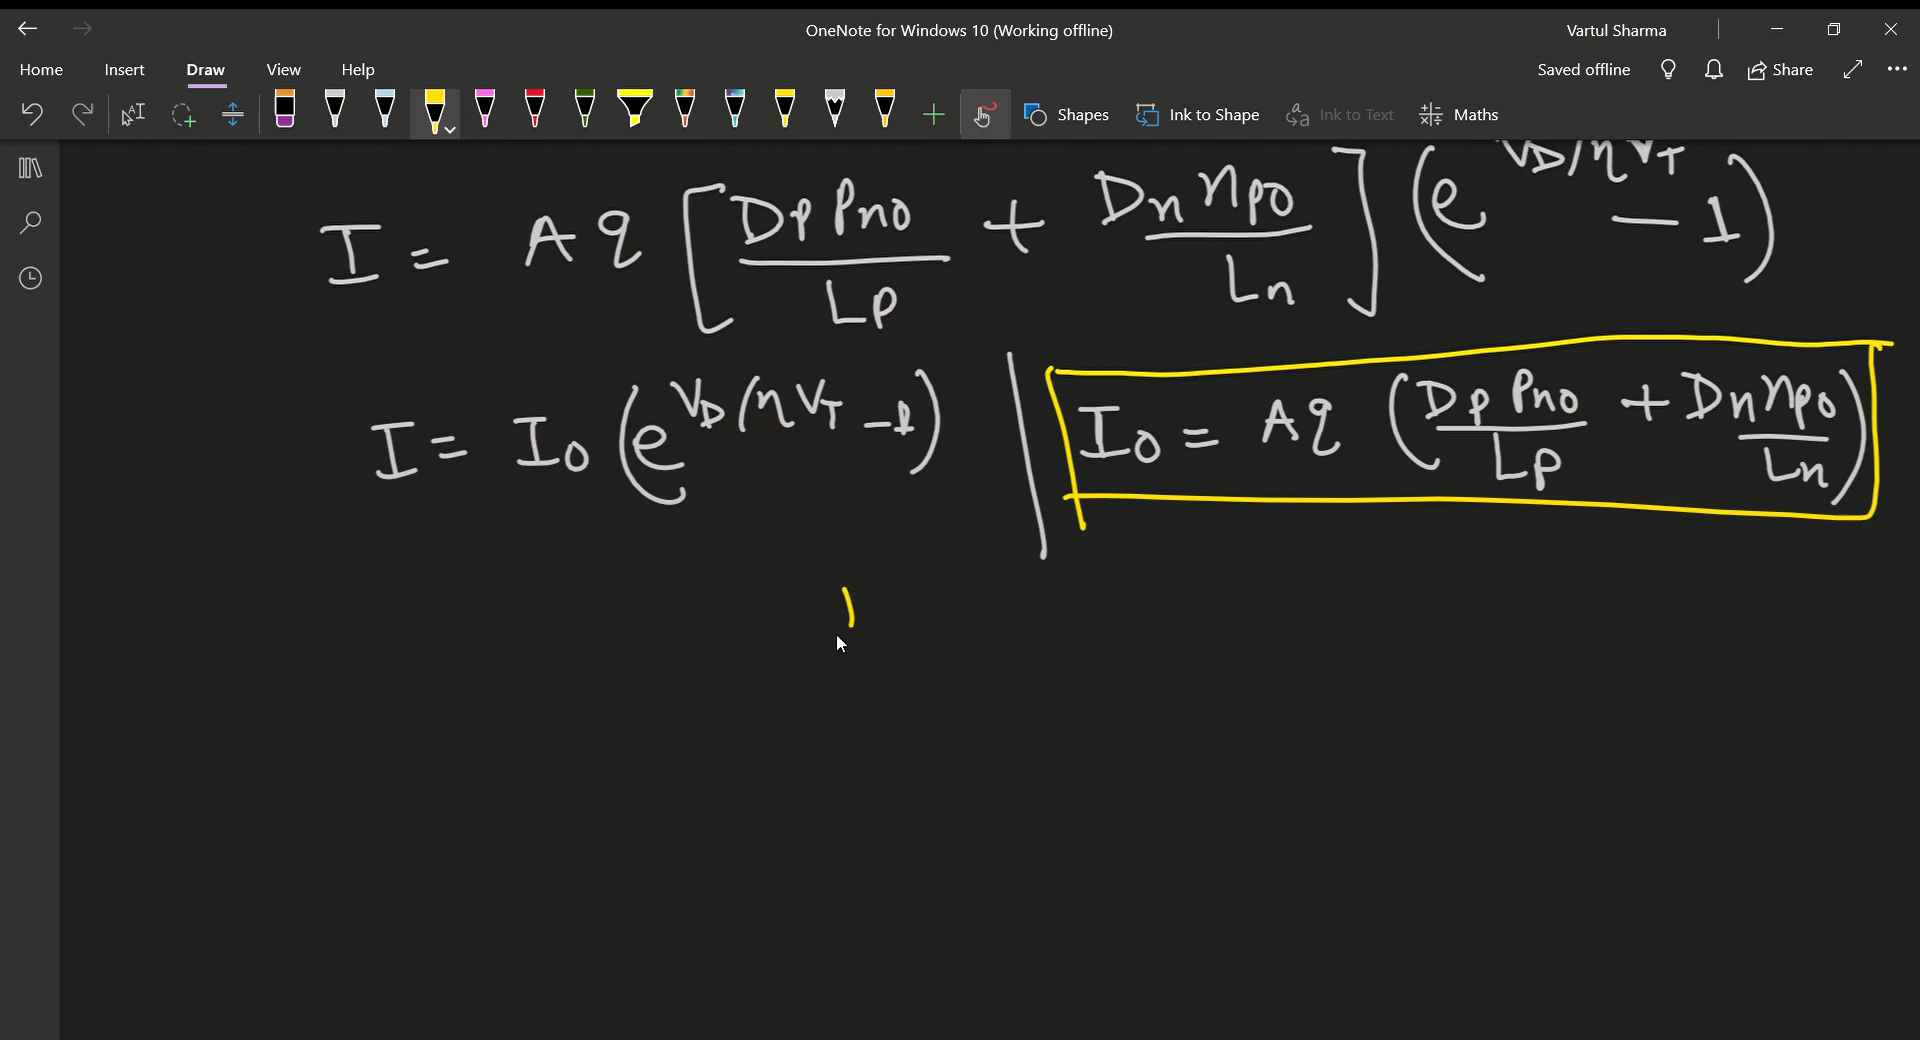 OneNote for Windows 10 (Working offline)
Vartul Sharma
Home Insert Draw View Help
Saved offline
Share
Shapes
Ink to Shape
Ink to Text
Maths
I = Aq [Dp Pno / Lp + Dn npo / Ln] (e^VD/ηVT − 1)
I = I0 (e^VD/ηVT − 1)
I0 = Aq (Dp Pno / Lp + Dn npo / Ln)